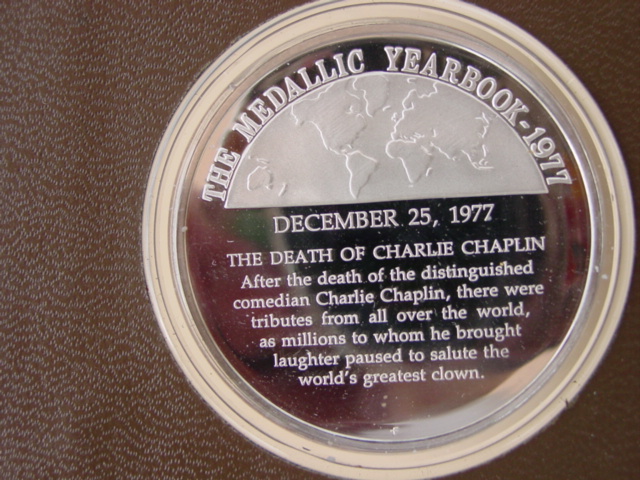 THE MEDALLIC YEARBOOK-1977
DECEMBER 25, 1977
THE DEATH OF CHARLIE CHAPLIN
After the death of the distinguished
comedian Charlie Chaplin, there were
tributes from all over the world,
as millions to whom he brought
laughter paused to salute the
world's greatest clown.